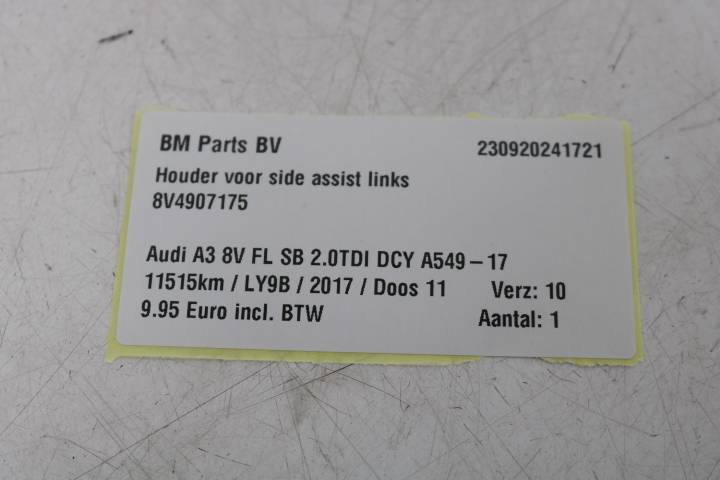 BM Parts BV 230920241721
Houder voor side assist links
8V4907175
Audi A3 8V FL SB 2.0TDI DCY A549-17
11515km / LY9B / 2017 / Doos 11 Verz: 10
9.95 Euro incl. BTW Aantal: 1